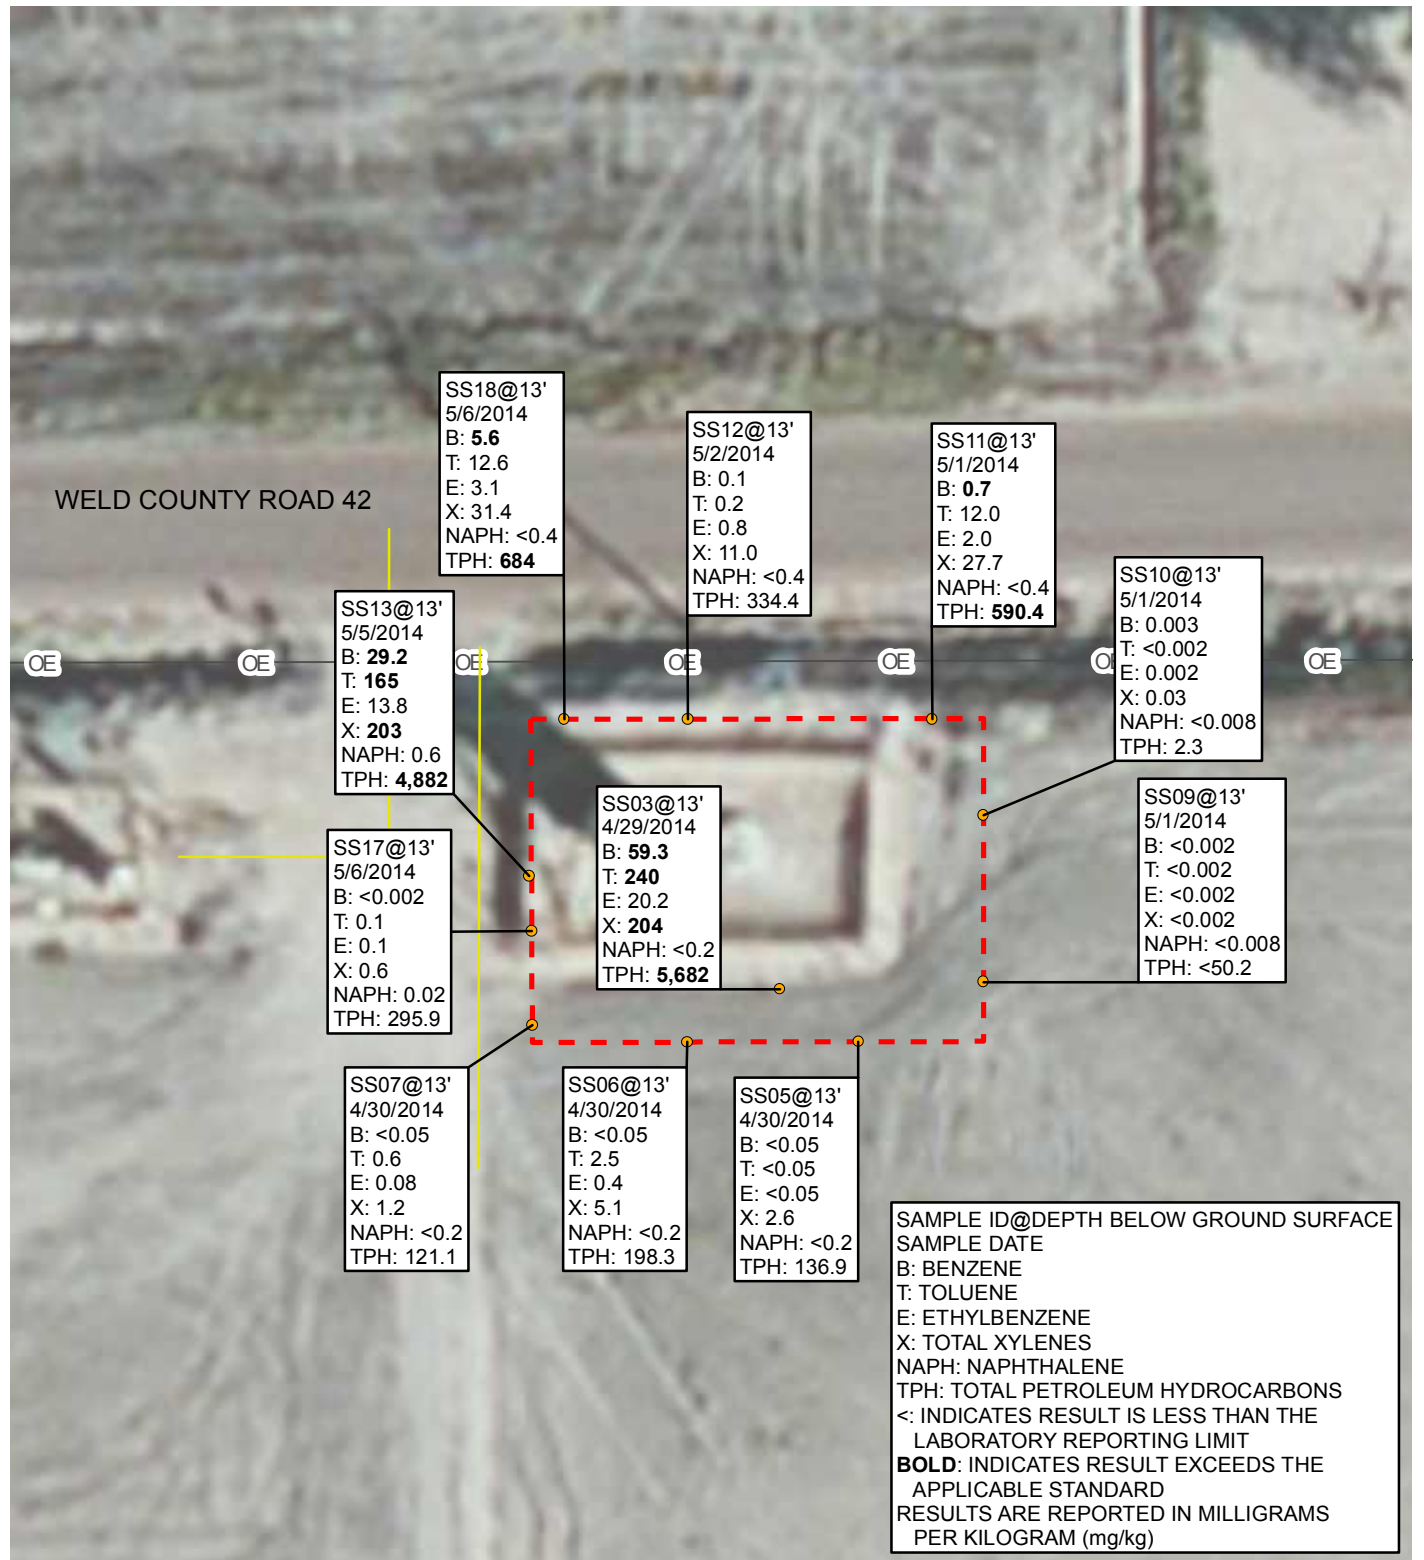 SS18@13'
5/6/2014
B: 5.6
T: 12.6
E: 3.1
X: 31.4
NAPH: <0.4
TPH: 684
SS12@13'
5/2/2014
B: 0.1
T: 0.2
E: 0.8
X: 11.0
NAPH: <0.4
TPH: 334.4
SS11@13'
5/1/2014
B: 0.7
T: 12.0
E: 2.0
X: 27.7
NAPH: <0.4
TPH: 590.4
WELD COUNTY ROAD 42
SS10@13'
5/1/2014
B: 0.003
T: <0.002
E: 0.002
X: 0.03
NAPH: <0.008
TPH: 2.3
SS13@13'
5/5/2014
B: 29.2
T: 165
E: 13.8
X: 203
NAPH: 0.6
TPH: 4,882
OE
OE
OE
OE
OE
OE
SS03@13'
4/29/2014
B: 59.3
T: 240
E: 20.2
X: 204
NAPH: <0.2
TPH: 5,682
SS09@13'
5/1/2014
B: <0.002
T: <0.002
E: <0.002
X: <0.002
NAPH: <0.008
TPH: <50.2
SS17@13'
5/6/2014
B: <0.002
T: 0.1
E: 0.1
X: 0.6
NAPH: 0.02
TPH: 295.9
SS07@13'
4/30/2014
B: <0.05
T: 0.6
E: 0.08
X: 1.2
NAPH: <0.2
TPH: 121.1
SS06@13'
4/30/2014
B: <0.05
T: 2.5
E: 0.4
X: 5.1
NAPH: <0.2
TPH: 198.3
SS05@13'
4/30/2014
B: <0.05
T: <0.05
E: <0.05
X: 2.6
NAPH: <0.2
TPH: 136.9
SAMPLE ID@DEPTH BELOW GROUND SURFACE
SAMPLE DATE
B: BENZENE
T: TOLUENE
E: ETHYLBENZENE
X: TOTAL XYLENES
NAPH: NAPHTHALENE
TPH: TOTAL PETROLEUM HYDROCARBONS
<: INDICATES RESULT IS LESS THAN THE
LABORATORY REPORTING LIMIT
BOLD: INDICATES RESULT EXCEEDS THE
APPLICABLE STANDARD
RESULTS ARE REPORTED IN MILLIGRAMS
PER KILOGRAM (mg/kg)